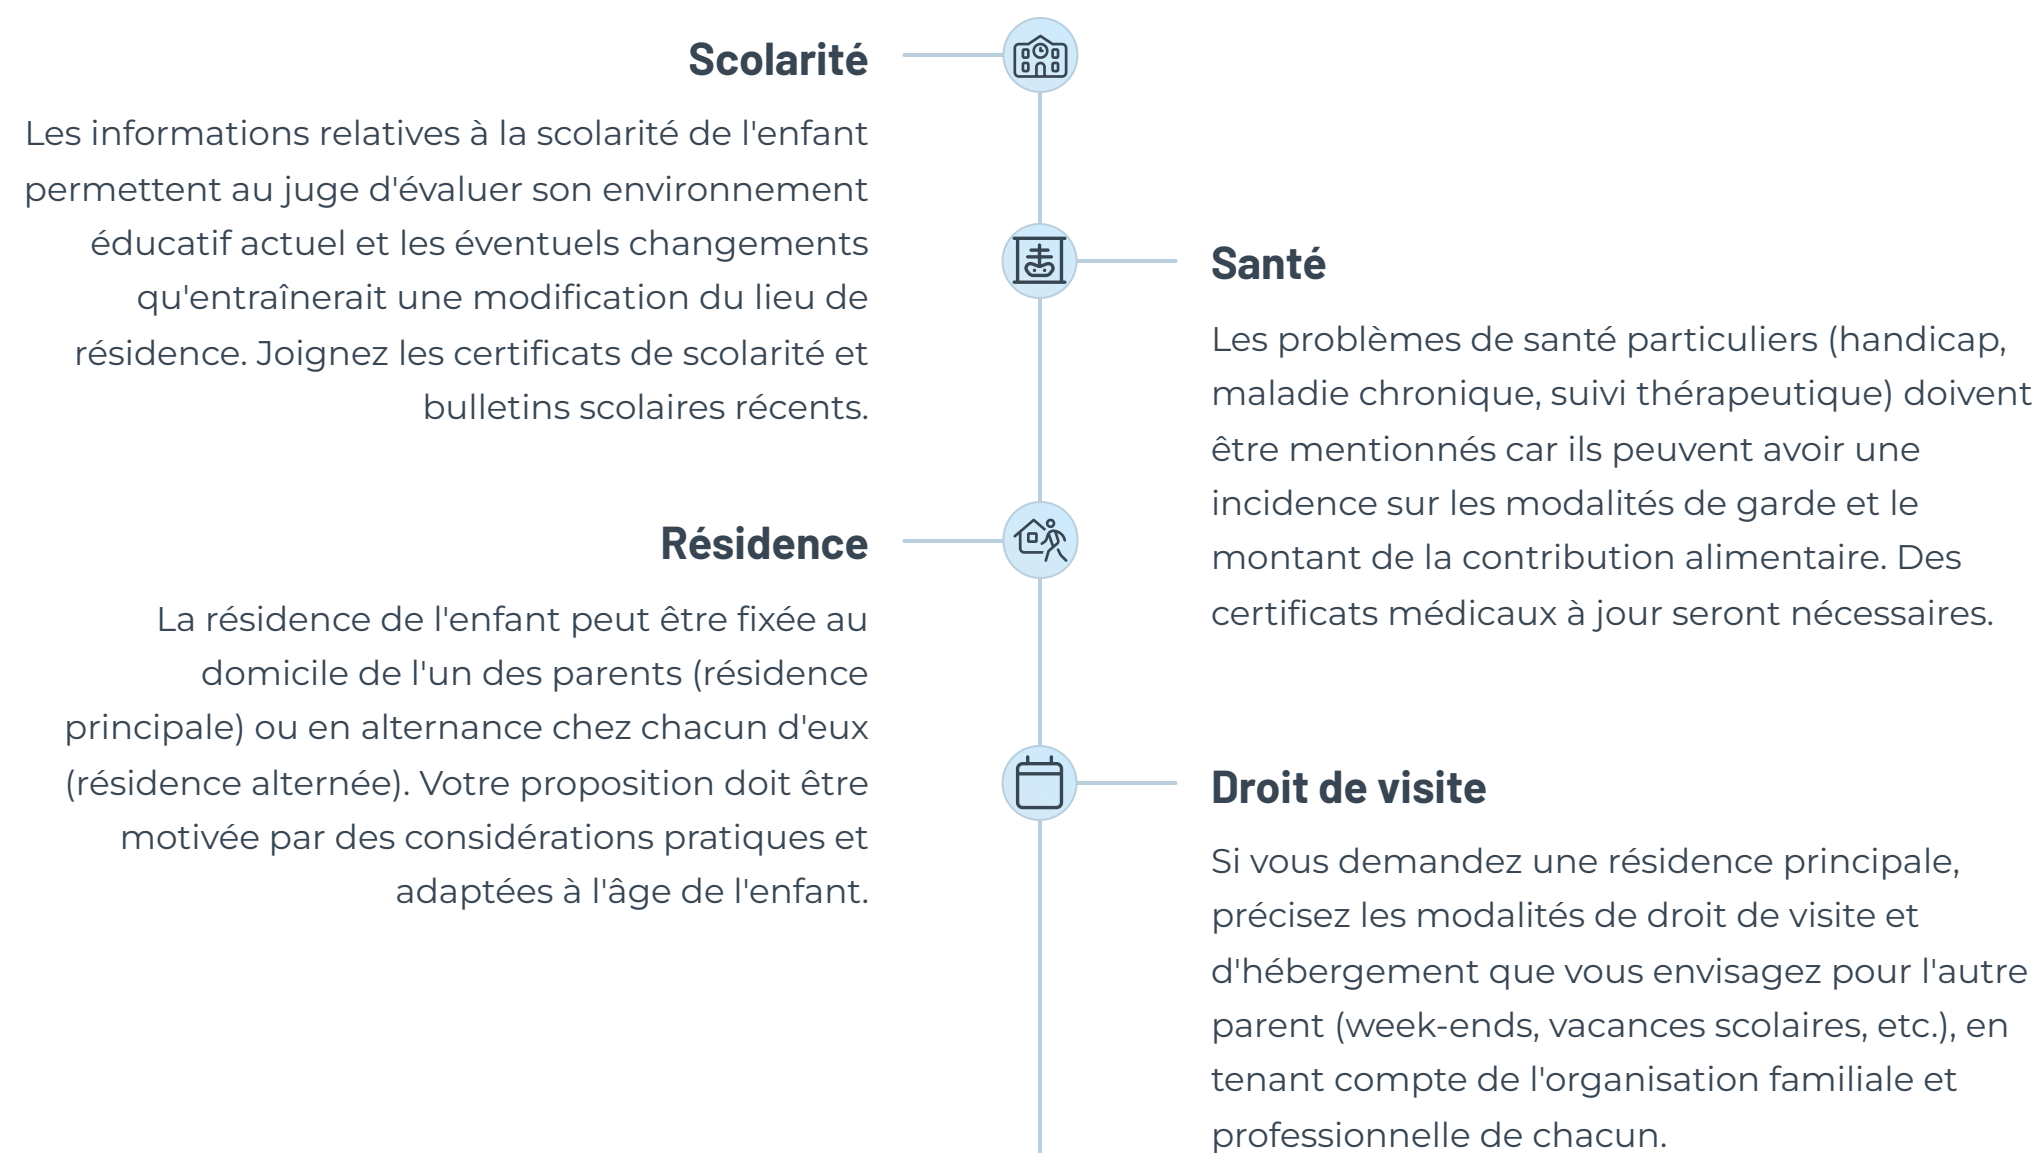 Scolarité
Les informations relatives à la scolarité de l'enfant
permettent au juge d'évaluer son environnement
éducatif actuel et les éventuels changements
qu'entraînerait une modification du lieu de
résidence. Joignez les certificats de scolarité et
bulletins scolaires récents.
Santé
Les problèmes de santé particuliers (handicap,
maladie chronique, suivi thérapeutique) doivent
être mentionnés car ils peuvent avoir une
incidence sur les modalités de garde et le
montant de la contribution alimentaire. Des
certificats médicaux à jour seront nécessaires.
Résidence
La résidence de l'enfant peut être fixée au
domicile de l'un des parents (résidence
principale) ou en alternance chez chacun d'eux
(résidence alternée). Votre proposition doit être
motivée par des considérations pratiques et
adaptées à l'âge de l'enfant.
Droit de visite
Si vous demandez une résidence principale,
précisez les modalités de droit de visite et
d'hébergement que vous envisagez pour l'autre
parent (week-ends, vacances scolaires, etc.), en
tenant compte de l'organisation familiale et
professionnelle de chacun.